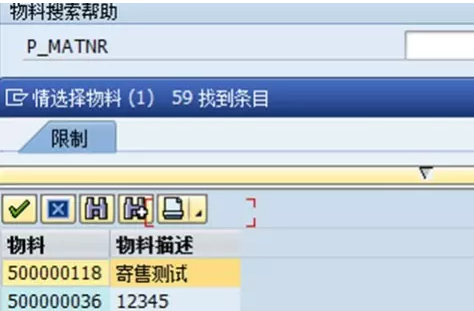 物料搜索帮助
P_MATNR
情选择物料 (1) 59 找到条目
限制
物料 物料描述
500000118 寄售测试
500000036 12345